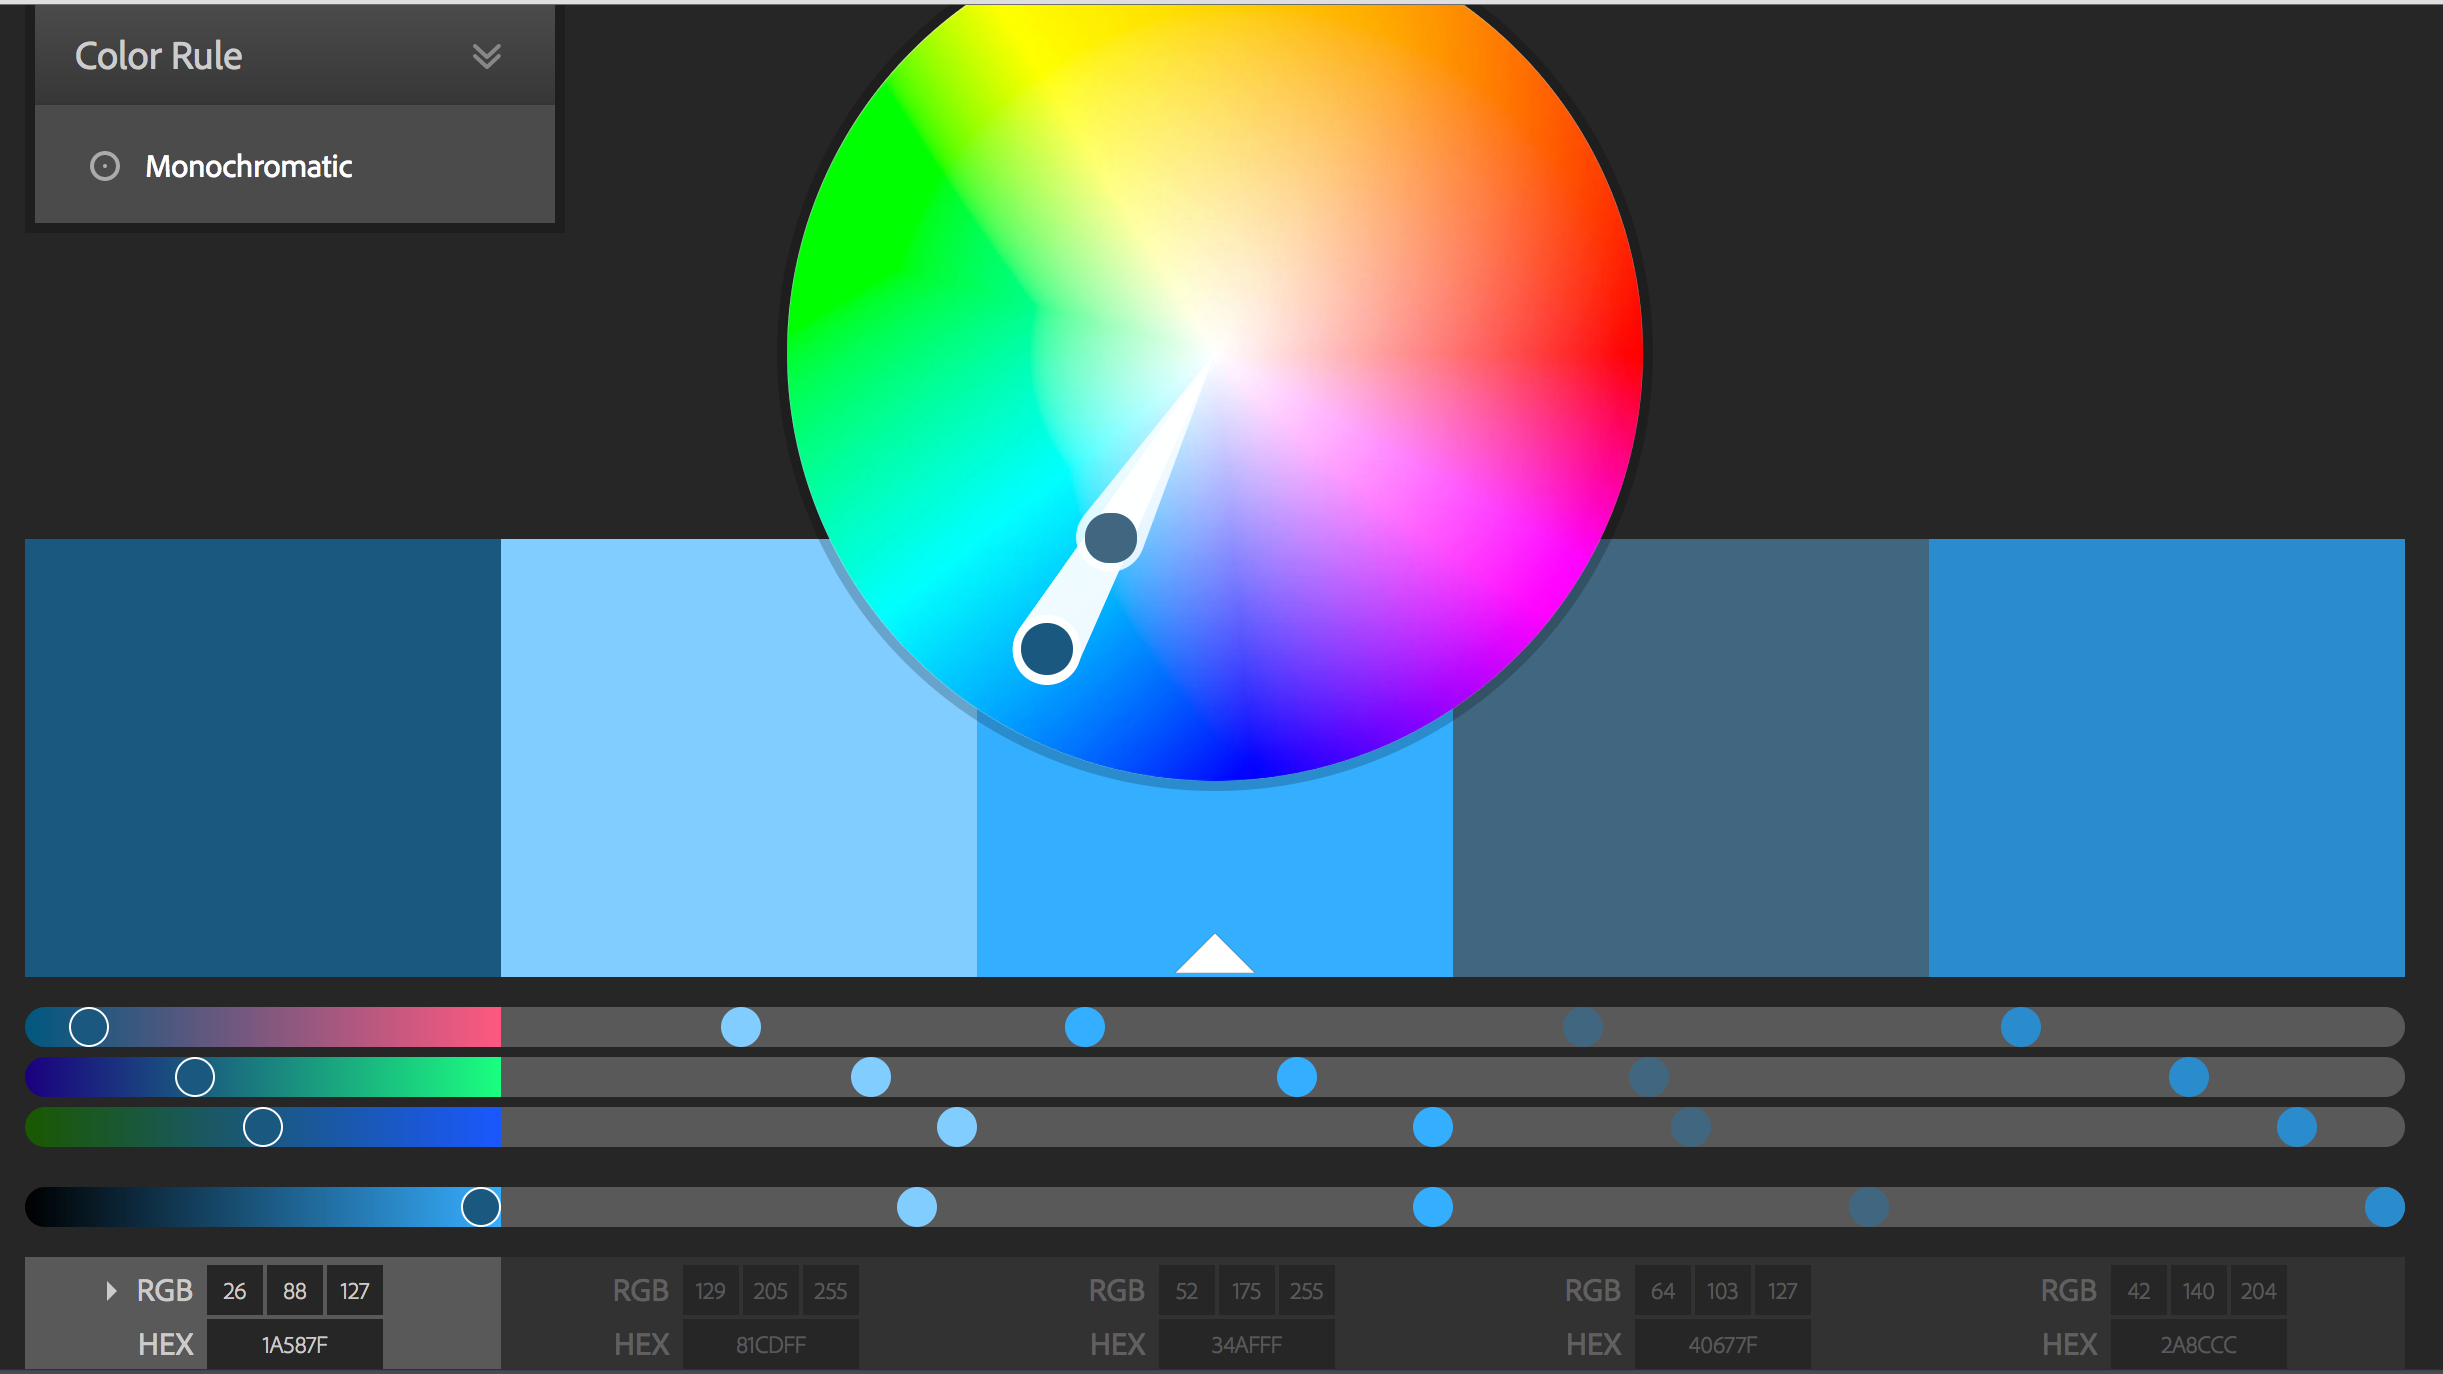 Color Rule
Monochromatic
RGB 26 88 127 RGB 129 205 255 RGB 52 175 255 RGB 64 103 127 RGB 42 140 204
HEX 1A587F HEX 81CDFF HEX 34AFFF HEX 40677F HEX 2A8CCC